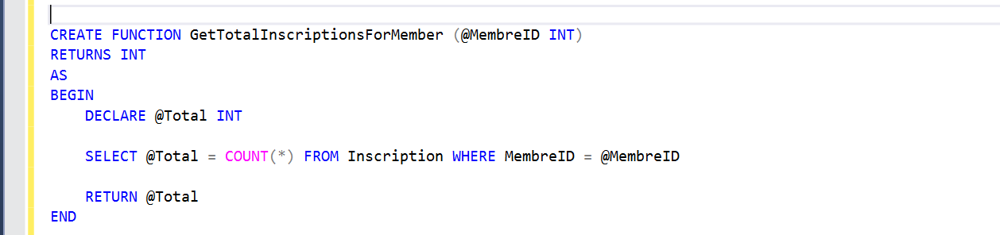 CREATE FUNCTION GetTotalInscriptionsForMember (@MembreID INT)
RETURNS INT
AS
BEGIN
    DECLARE @Total INT
    SELECT @Total = COUNT(*) FROM Inscription WHERE MembreID = @MembreID
    RETURN @Total
END